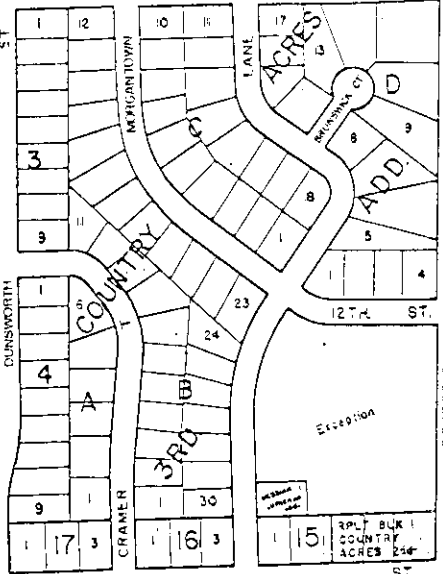 ST
1 12 10 11 17
13
MORGANTOWN
LANE
ACRES
BRUNSWICK CT
D
C
8 9
3
ADD.
8
11
9
COUNTRY
1
5
DUNSWORTH
1
6
1 4
23
12TH ST.
24
4
A
B
Exception
3RD
9 1 1 30
CRAMER
1 17 3
1 16 3
1 15
RPLT BLK 1
COUNTRY
ACRES 2nd
ST